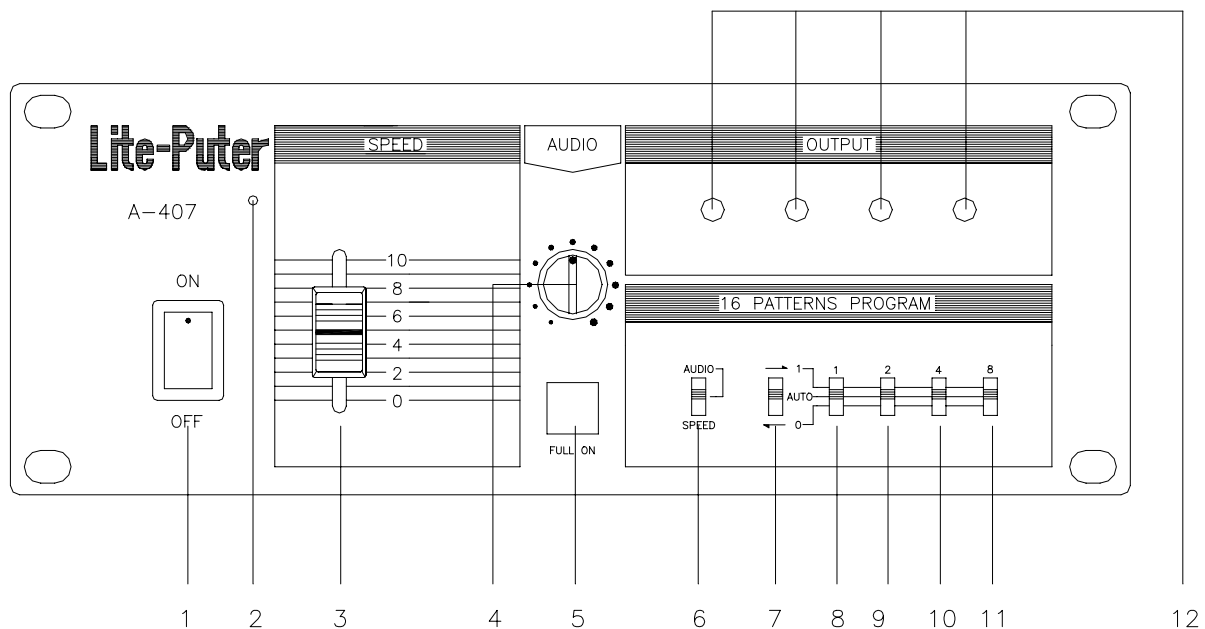 Lite-Puter
A-407
ON
OFF
SPEED
10
8
6
4
2
0
AUDIO
FULL ON
OUTPUT
16 PATTERNS PROGRAM
AUDIO
SPEED
1
AUTO
0
1 2 4 8
1 2 3 4 5 6 7 8 9 10 11 12